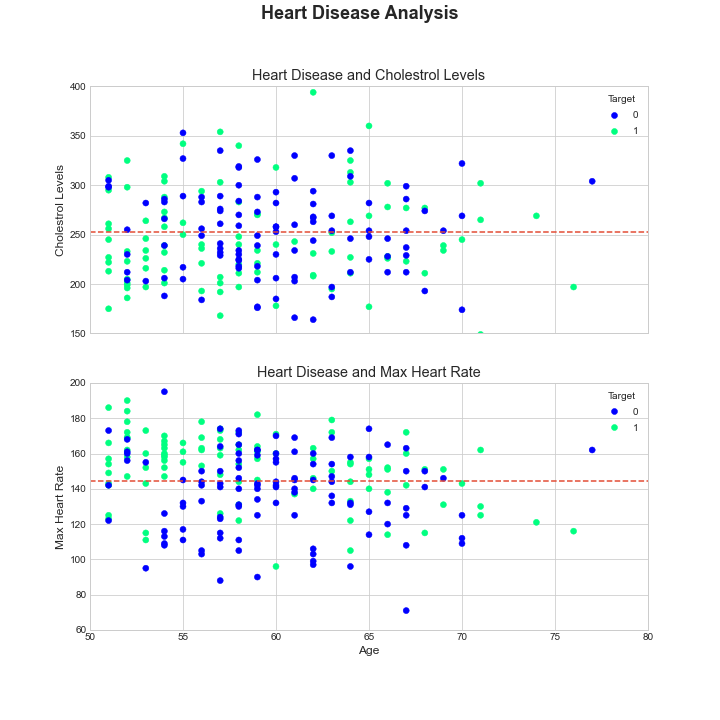 Heart Disease Analysis
Heart Disease and Cholestrol Levels
Cholestrol Levels
400
350
300
250
200
150
Target
0
1
Heart Disease and Max Heart Rate
Max Heart Rate
200
180
160
140
120
100
80
60
Target
0
1
50 55 60 65 70 75 80
Age